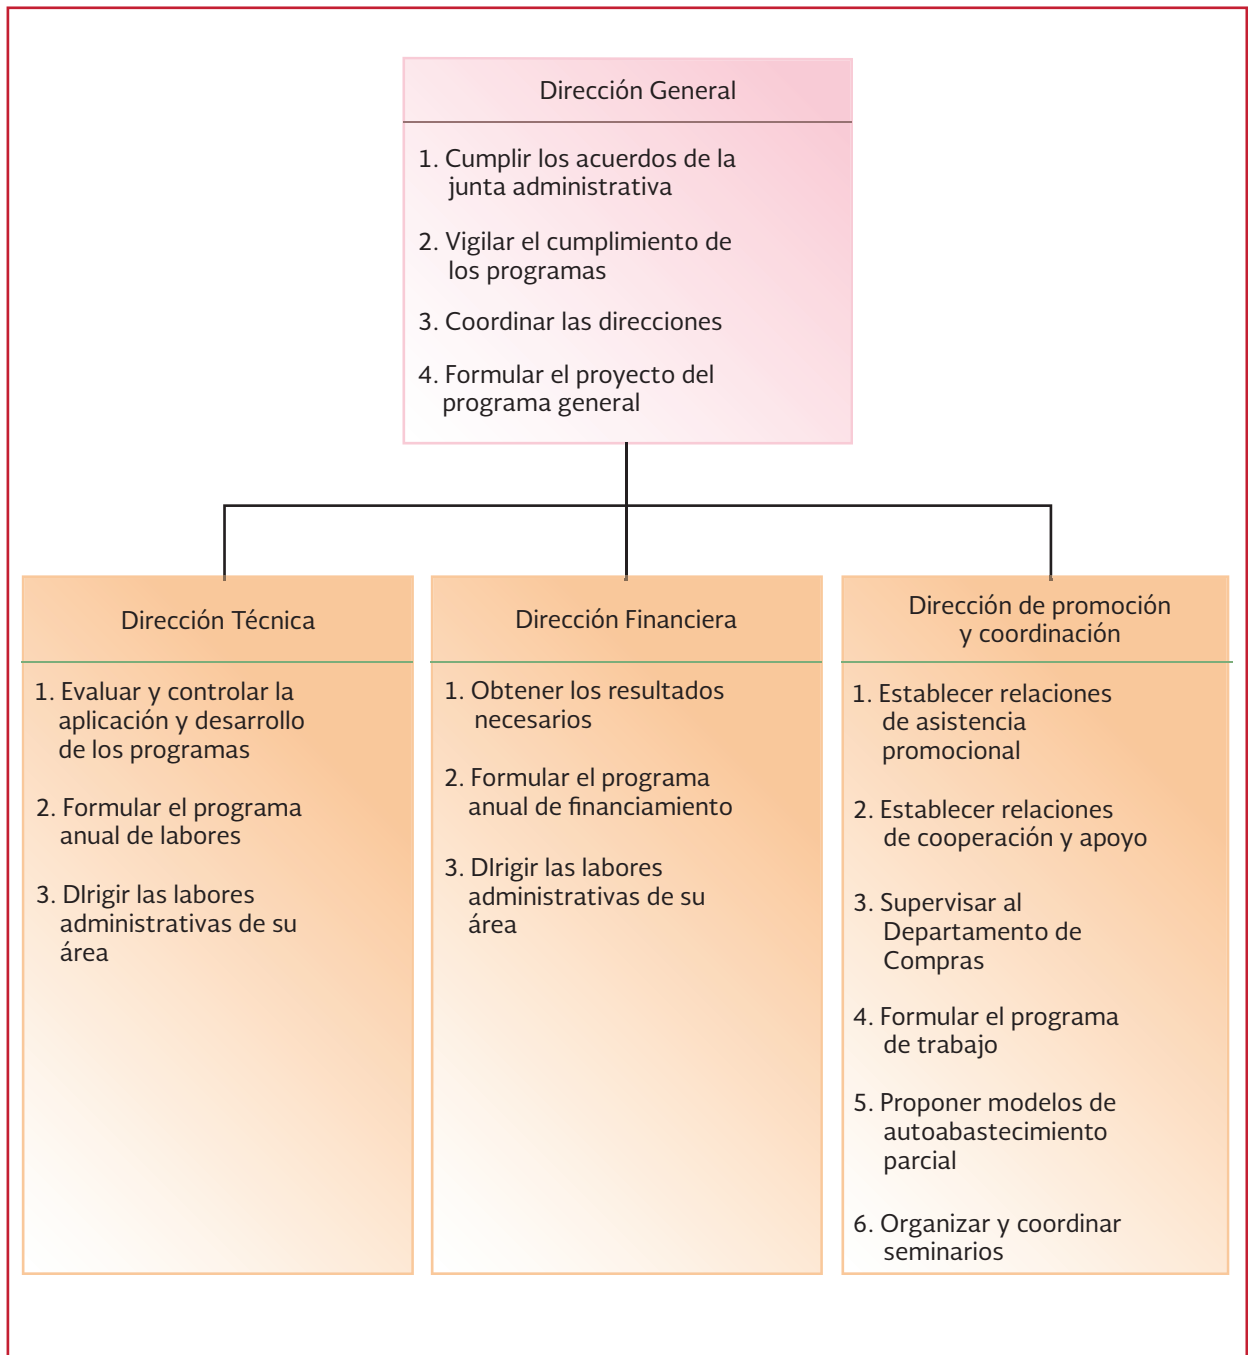 Dirección General
1. Cumplir los acuerdos de la
junta administrativa
2. Vigilar el cumplimiento de
los programas
3. Coordinar las direcciones
4. Formular el proyecto del
programa general
Dirección Técnica
1. Evaluar y controlar la
aplicación y desarrollo
de los programas
2. Formular el programa
anual de labores
3. DIrigir las labores
administrativas de su
área
Dirección Financiera
1. Obtener los resultados
necesarios
2. Formular el programa
anual de financiamiento
3. DIrigir las labores
administrativas de su
área
Dirección de promoción
y coordinación
1. Establecer relaciones
de asistencia
promocional
2. Establecer relaciones
de cooperación y apoyo
3. Supervisar al
Departamento de
Compras
4. Formular el programa
de trabajo
5. Proponer modelos de
autoabastecimiento
parcial
6. Organizar y coordinar
seminarios